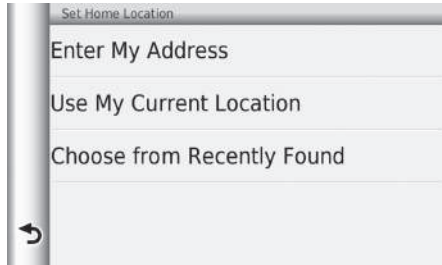 Set Home Location
Enter My Address
Use My Current Location
Choose from Recently Found